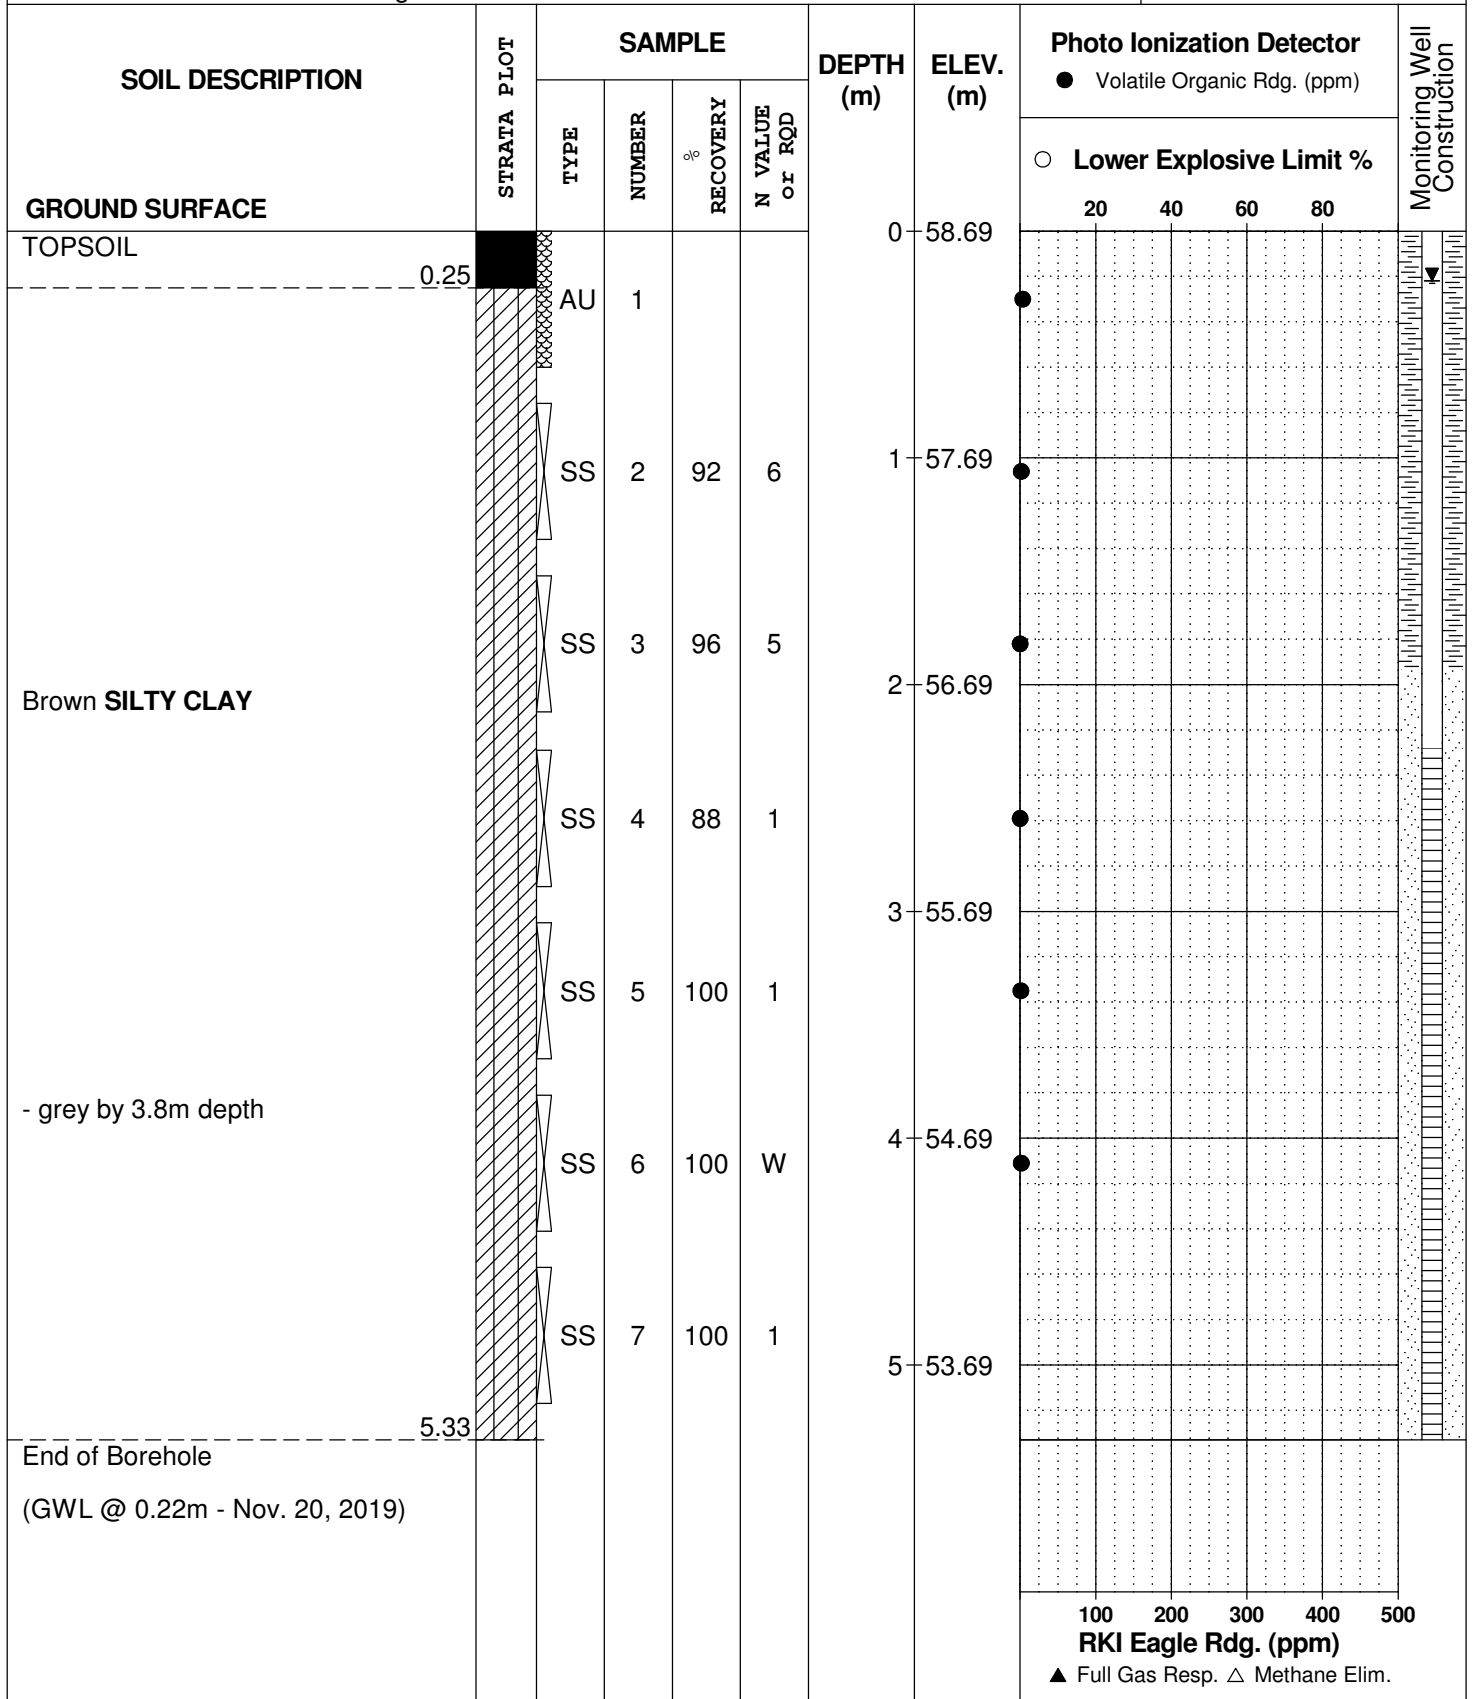 SOIL DESCRIPTION
GROUND SURFACE
STRATA PLOT
SAMPLE
TYPE
NUMBER
% RECOVERY
N VALUE or RQD
DEPTH (m)
ELEV. (m)
Photo Ionization Detector
● Volatile Organic Rdg. (ppm)
○ Lower Explosive Limit %
20 40 60 80
Monitoring Well Construction
0 58.69
TOPSOIL
0.25
AU 1
1 57.69
SS 2 92 6
SS 3 96 5
2 56.69
Brown SILTY CLAY
SS 4 88 1
3 55.69
SS 5 100 1
- grey by 3.8m depth
4 54.69
SS 6 100 W
SS 7 100 1
5 53.69
5.33
End of Borehole
(GWL @ 0.22m - Nov. 20, 2019)
100 200 300 400 500
RKI Eagle Rdg. (ppm)
▲ Full Gas Resp. △ Methane Elim.